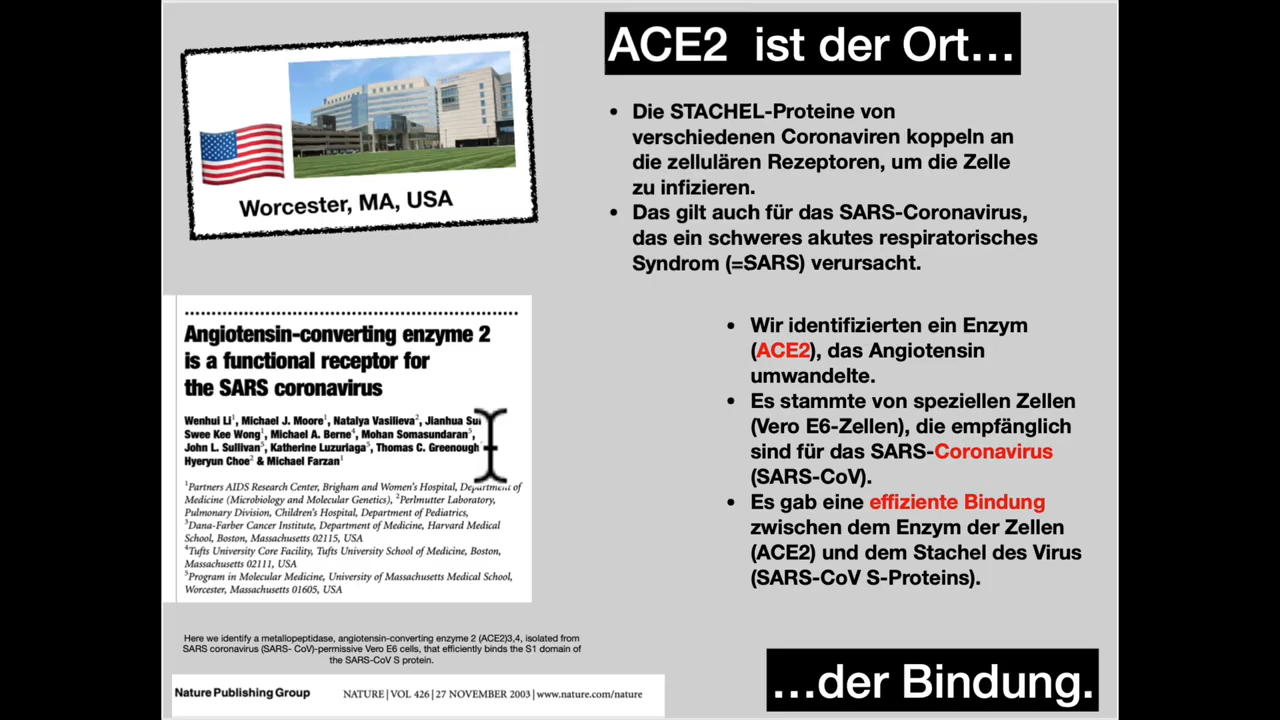 ACE2 ist der Ort...
Worcester, MA, USA
• Die STACHEL-Proteine von
verschiedenen Coronaviren koppeln an
die zellulären Rezeptoren, um die Zelle
zu infizieren.
• Das gilt auch für das SARS-Coronavirus,
das ein schweres akutes respiratorisches
Syndrom (=SARS) verursacht.
Angiotensin-converting enzyme 2
is a functional receptor for
the SARS coronavirus
Wenhui Li¹, Michael J. Moore¹, Natalya Vasilieva², Jianhua Sui
Swee Kee Wong¹, Michael A. Berne⁴, Mohan Somasundaran⁵,
John L. Sullivan⁵, Katherine Luzuriaga⁵, Thomas C. Greenough
Hyeryun Choe² & Michael Farzan¹
¹Partners AIDS Research Center, Brigham and Women's Hospital, Department of
Medicine (Microbiology and Molecular Genetics), ²Perlmutter Laboratory,
Pulmonary Division, Children's Hospital, Department of Pediatrics,
³Dana-Farber Cancer Institute, Department of Medicine, Harvard Medical
School, Boston, Massachusetts 02115, USA
⁴Tufts University Core Facility, Tufts University School of Medicine, Boston,
Massachusetts 02111, USA
⁵Program in Molecular Medicine, University of Massachusetts Medical School,
Worcester, Massachusetts 01605, USA
• Wir identifizierten ein Enzym
(ACE2), das Angiotensin
umwandelte.
• Es stammte von speziellen Zellen
(Vero E6-Zellen), die empfänglich
sind für das SARS-Coronavirus
(SARS-CoV).
• Es gab eine effiziente Bindung
zwischen dem Enzym der Zellen
(ACE2) und dem Stachel des Virus
(SARS-CoV S-Proteins).
Here we identify a metallopeptidase, angiotensin-converting enzyme 2 (ACE2)3,4, isolated from
SARS coronavirus (SARS- CoV)-permissive Vero E6 cells, that efficiently binds the S1 domain of
the SARS-CoV S protein.
Nature Publishing Group NATURE | VOL 426 | 27 NOVEMBER 2003 | www.nature.com/nature
...der Bindung.